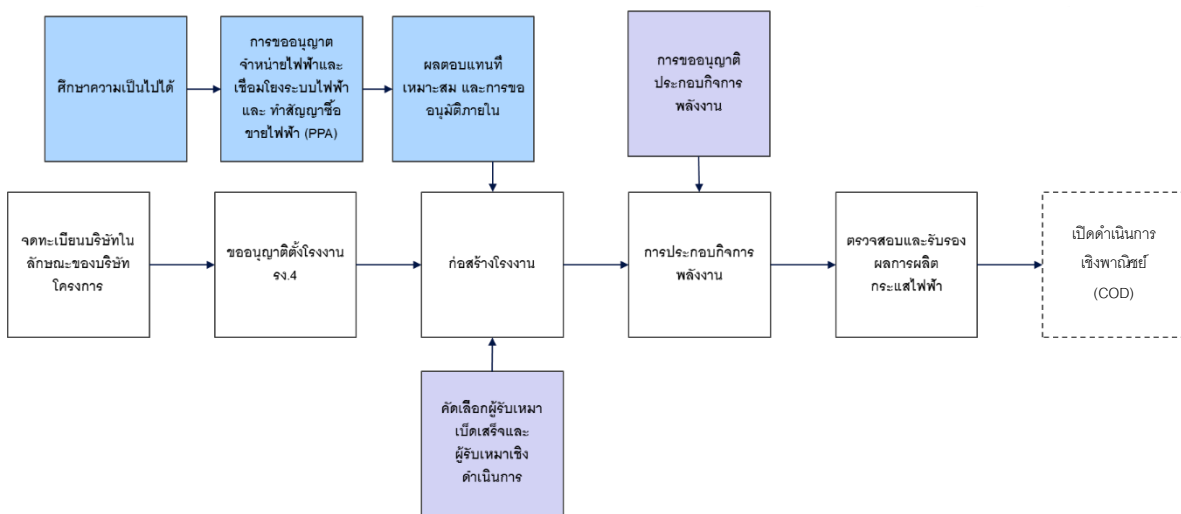 ศึกษาความเป็นไปได้
การขออนุญาต
จำหน่ายไฟฟ้าและ
เชื่อมโยงระบบไฟฟ้า
และ ทำสัญญาซื้อ
ขายไฟฟ้า (PPA)
ผลตอบแทนที่
เหมาะสม และการขอ
อนุมัติภายใน
การขออนุญาติ
ประกอบกิจการ
พลังงาน
จดทะเบียนบริษัทใน
ลักษณะของบริษัท
โครงการ
ขออนุญาติตั้งโรงงาน
รง.4
ก่อสร้างโรงงาน
การประกอบกิจการ
พลังงาน
ตรวจสอบและรับรอง
ผลการผลิต
กระแสไฟฟ้า
เปิดดำเนินการ
เชิงพาณิชย์
(COD)
คัดเลือกผู้รับเหมา
เบ็ดเสร็จและ
ผู้รับเหมาเชิง
ดำเนินการ